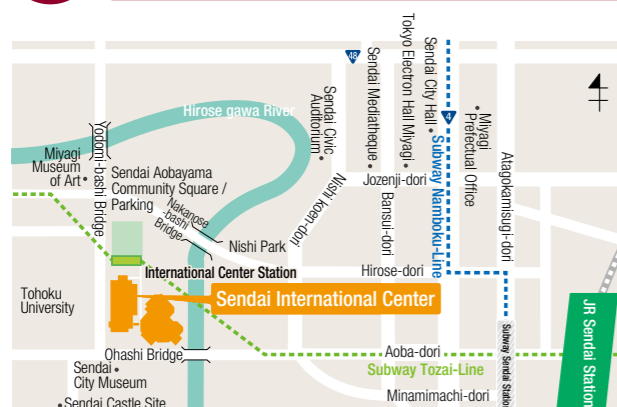 48
Tokyo Electron Hall Miyagi
Sendai City Hall
Sendai Mediatheque
Sendai Civic
Auditorium
4
Miyagi
Prefectual Office
Hirose gawa River
Yodomi-bashi Bridge
Miyagi
Museum
of Art
Sendai Aobayama
Community Square /
Parking
Nakanose
-bashi
Bridge
Nishi koen-dori
Jozenji-dori
Bansui-dori
Subway Namboku-Line
Atagokamisugi-dori
Nishi Park
International Center Station
Hirose-dori
Tohoku
University
Sendai International Center
JR Sendai Station
Subway Sendai Station
Ohashi Bridge
Aoba-dori
Subway Tozai-Line
Sendai
City Museum
Minamimachi-dori
Sendai Castle Site